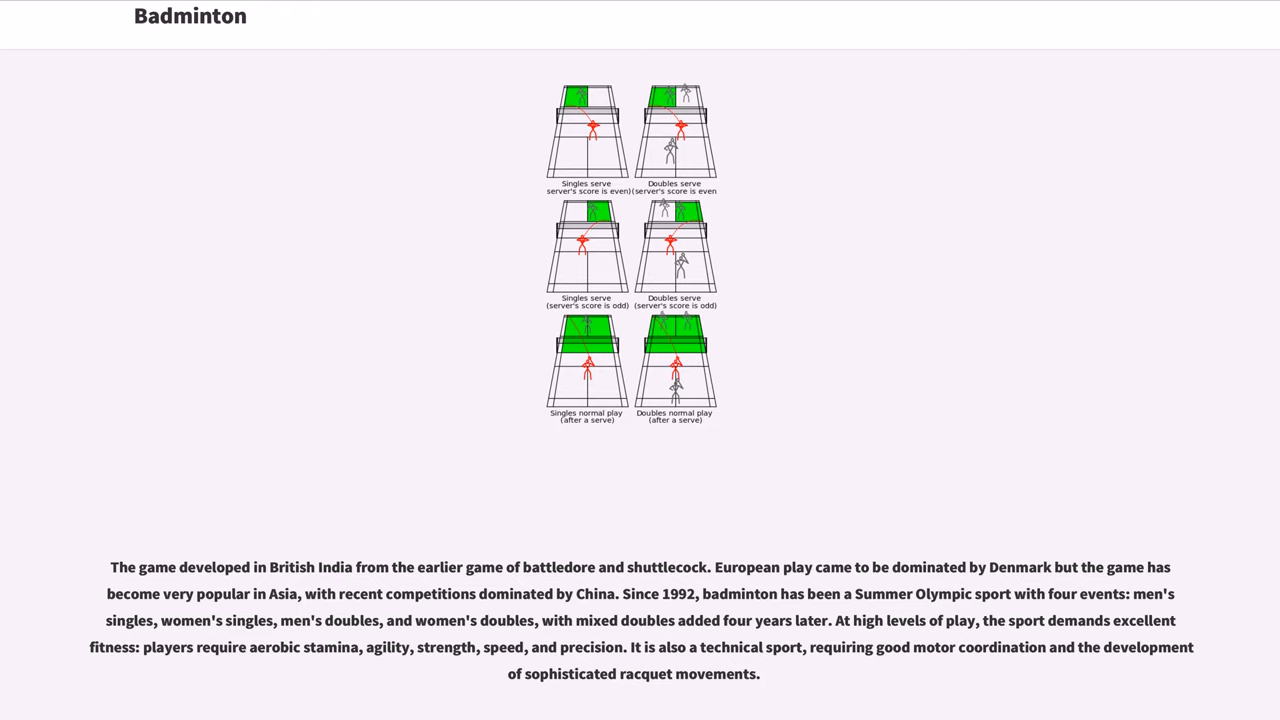 Badminton
Singles serve
server's score is even)
Doubles serve
(server's score is even
Singles serve
(server's score is odd)
Doubles serve
(server's score is odd)
Singles normal play
(after a serve)
Doubles normal play
(after a serve)
The game developed in British India from the earlier game of battledore and shuttlecock. European play came to be dominated by Denmark but the game has
become very popular in Asia, with recent competitions dominated by China. Since 1992, badminton has been a Summer Olympic sport with four events: men's
singles, women's singles, men's doubles, and women's doubles, with mixed doubles added four years later. At high levels of play, the sport demands excellent
fitness: players require aerobic stamina, agility, strength, speed, and precision. It is also a technical sport, requiring good motor coordination and the development
of sophisticated racquet movements.